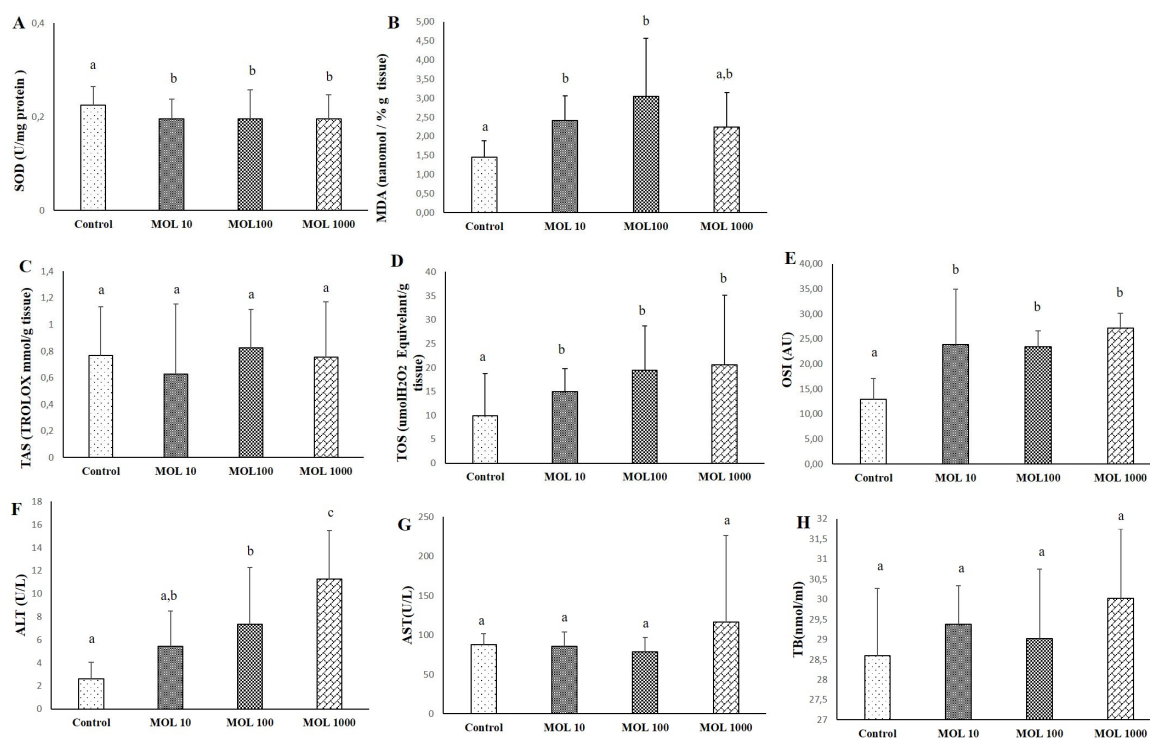 A
SOD (U/mg protein )
0,4
0,2
0
a
b
b
b
Control
MOL 10
MOL100
MOL 1000
B
MDA (nanomol / % g tissue)
5,00
4,50
4,00
3,50
3,00
2,50
2,00
1,50
1,00
0,50
0,00
a
b
b
a,b
Control
MOL 10
MOL100
MOL 1000
C
TAS (TROLOX mmol/g tissue)
1,4
1,2
1
0,8
0,6
0,4
0,2
0
a
a
a
a
Control
MOL 10
MOL100
MOL 1000
D
TOS (umolH2O2 Equivelant/g
tissue)
40
35
30
25
20
15
10
5
0
a
b
b
b
Control
MOL 10
MOL100
MOL 1000
E
OSI (AU)
40,00
35,00
30,00
25,00
20,00
15,00
10,00
5,00
0,00
a
b
b
b
Control
MOL 10
MOL100
MOL 1000
F
ALT (U/L)
18
16
14
12
10
8
6
4
2
0
a
a,b
b
c
Control
MOL 10
MOL 100
MOL 1000
G
AST(U/L)
250
200
150
100
50
0
a
a
a
a
Control
MOL 10
MOL 100
MOL 1000
H
TB(nmol/ml)
32
31,5
31
30,5
30
29,5
29
28,5
28
27,5
27
a
a
a
a
Control
MOL 10
MOL 100
MOL 1000